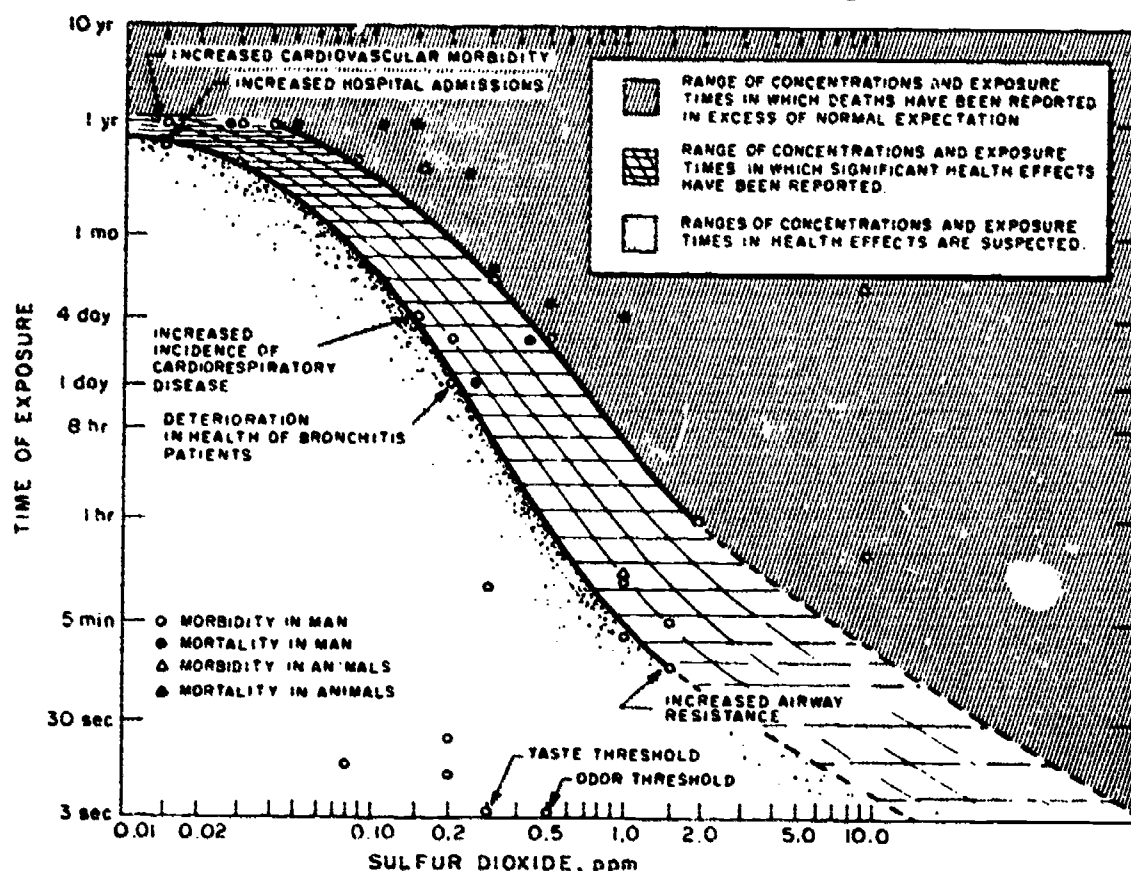 10 yr
INCREASED CARDIOVASCULAR MORBIDITY
INCREASED HOSPITAL ADMISSIONS
1 yr
1 mo
4 day
1 day
8 hr
1 hr
5 min
30 sec
3 sec
TIME OF EXPOSURE
RANGE OF CONCENTRATIONS AND EXPOSURE
TIMES IN WHICH DEATHS HAVE BEEN REPORTED
IN EXCESS OF NORMAL EXPECTATION
RANGE OF CONCENTRATIONS AND EXPOSURE
TIMES IN WHICH SIGNIFICANT HEALTH EFFECTS
HAVE BEEN REPORTED.
RANGES OF CONCENTRATIONS AND EXPOSURE
TIMES IN HEALTH EFFECTS ARE SUSPECTED.
INCREASED
INCIDENCE OF
CARDIORESPIRATORY
DISEASE
DETERIORATION
IN HEALTH OF BRONCHITIS
PATIENTS
MORBIDITY IN MAN
MORTALITY IN MAN
MORBIDITY IN ANIMALS
MORTALITY IN ANIMALS
INCREASED AIRWAY
RESISTANCE
TASTE THRESHOLD
ODOR THRESHOLD
0.01 0.02 0.10 0.2 0.5 1.0 2.0 5.0 10.0
SULFUR DIOXIDE, ppm